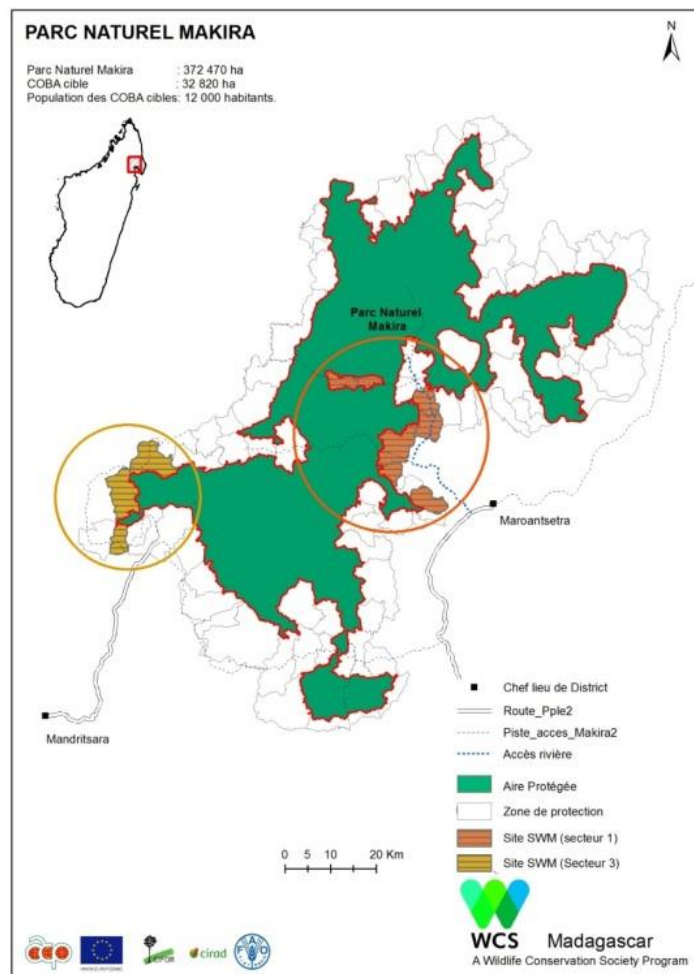 PARC NATUREL MAKIRA
N
Parc Naturel Makira : 372 470 ha
COBA cible : 32 820 ha
Population des COBA cibles: 12 000 habitants.
Parc Naturel
Makira
Maroantsetra
Mandritsara
Chef lieu de District
Route_Pple2
Piste_acces_Makira2
Accès rivière
Aire Protégée
Zone de protection
Site SWM (secteur 1)
Site SWM (Secteur 3)
0 5 10 20 Km
WCS Madagascar
A Wildlife Conservation Society Program
CIFOR
cirad
FAO